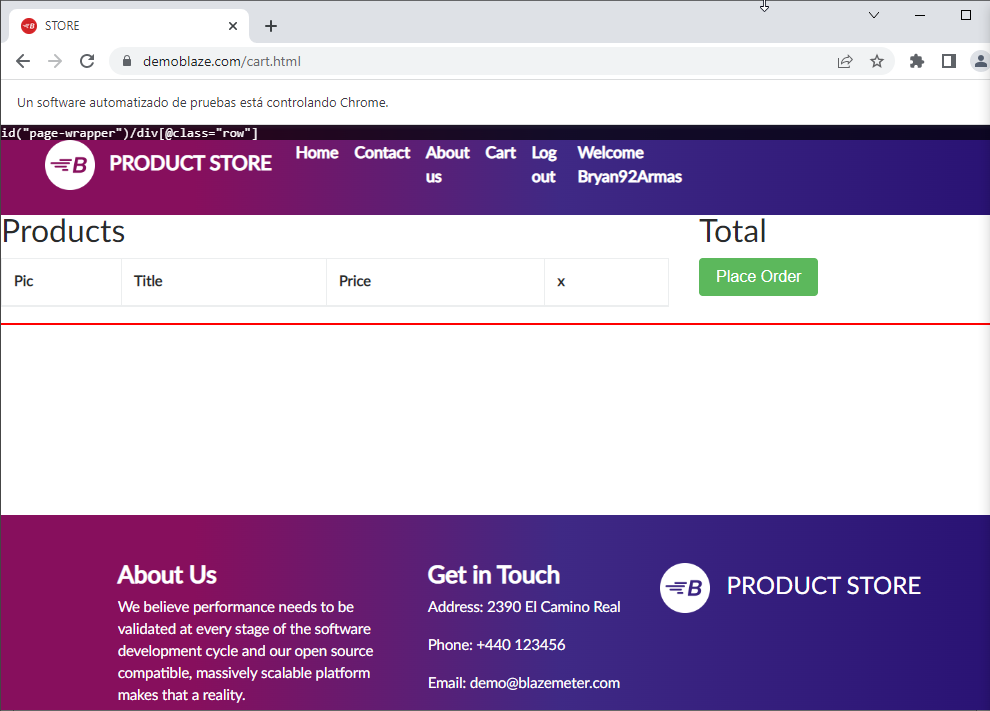 STORE
demoblaze.com/cart.html
Un software automatizado de pruebas está controlando Chrome.
id("page-wrapper")/div[@class="row"]
B PRODUCT STORE Home Contact About us Cart Log out Welcome Bryan92Armas
Products
Total
Pic Title Price x
Place Order
About Us
We believe performance needs to be
validated at every stage of the software
development cycle and our open source
compatible, massively scalable platform
makes that a reality.
Get in Touch
Address: 2390 El Camino Real
Phone: +440 123456
Email: demo@blazemeter.com
B PRODUCT STORE